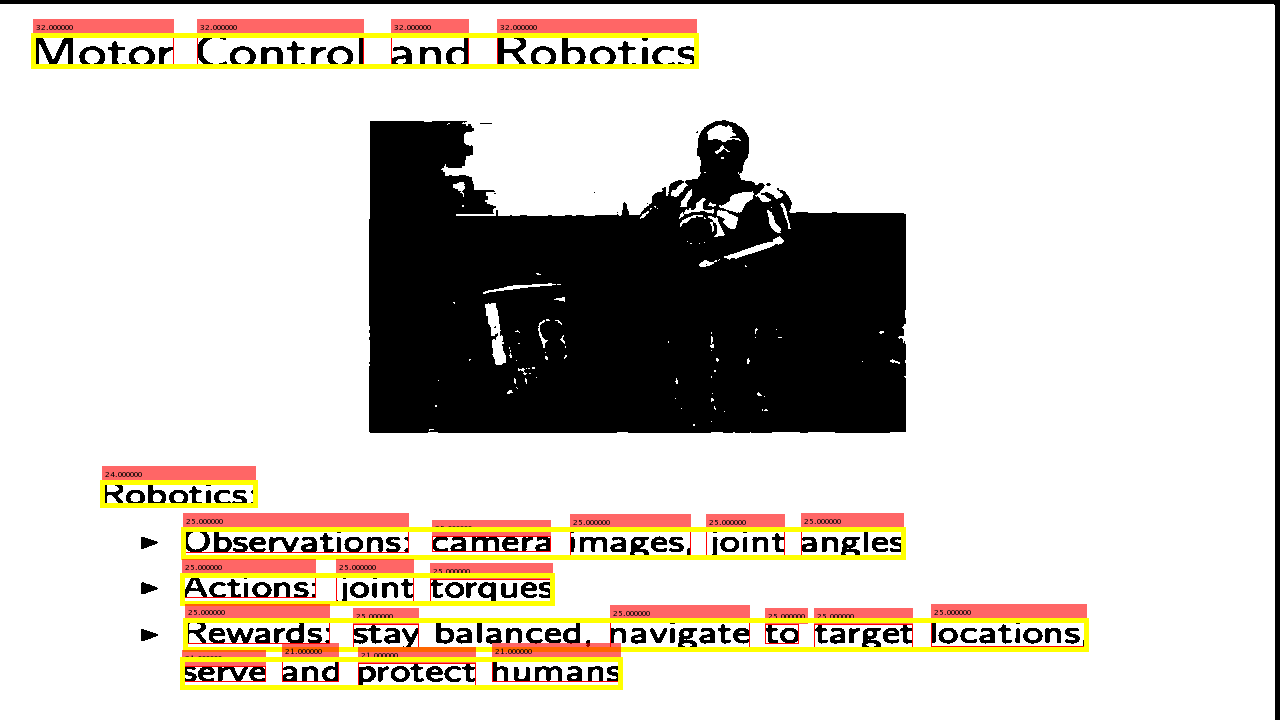 32.000000 32.000000 32.000000 32.000000
Motor Control and Robotics
24.000000
Robotics:
25.000000 25.000000 25.000000 25.000000
► Observations: camera images, joint angles
25.000000 25.000000 25.000000
► Actions: joint torques
25.000000 25.000000 25.000000 25.000000 25.000000 25.000000
► Rewards: stay balanced, navigate to target locations,
21.000000 21.000000 21.000000
serve and protect humans